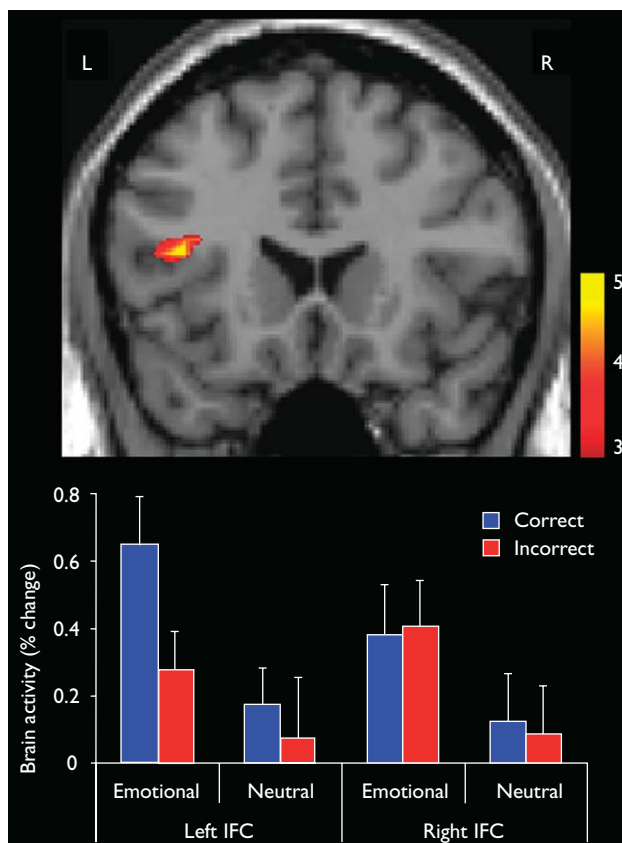 L R
5
4
3
0.8
0.6
0.4
0.2
0
Brain activity (% change)
Correct
Incorrect
Emotional Neutral Emotional Neutral
Left IFC Right IFC